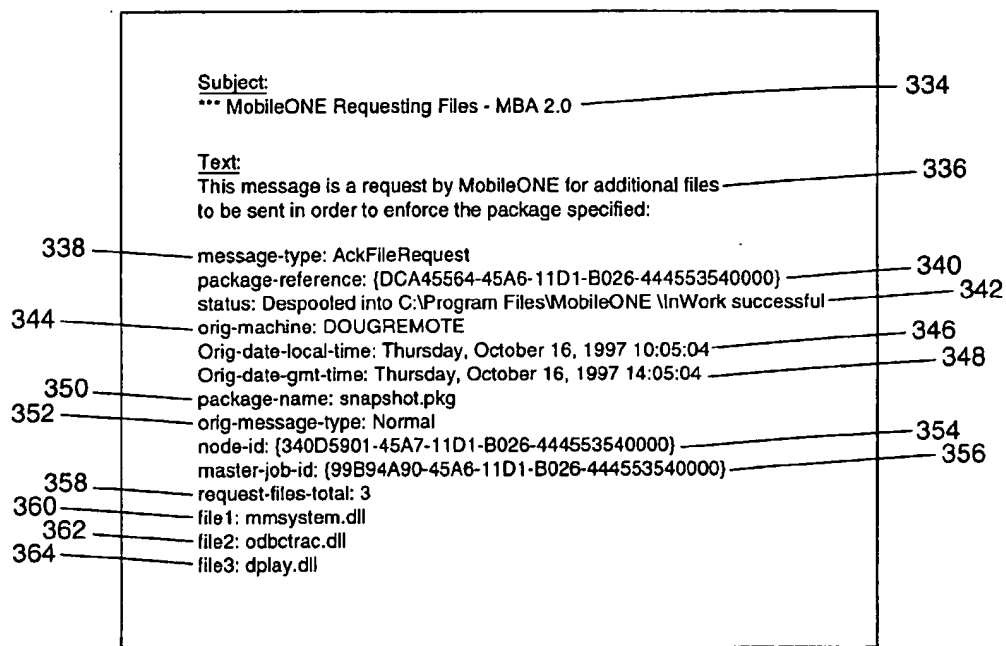 Subject:
*** MobileONE Requesting Files - MBA 2.0 334
Text:
This message is a request by MobileONE for additional files 336
to be sent in order to enforce the package specified:
338 message-type: AckFileRequest
package-reference: {DCA45564-45A6-11D1-B026-444553540000} 340
status: Despooled into C:\Program Files\MobileONE \InWork successful 342
344 orig-machine: DOUGREMOTE
Orig-date-local-time: Thursday, October 16, 1997 10:05:04 346
Orig-date-gmt-time: Thursday, October 16, 1997 14:05:04 348
350 package-name: snapshot.pkg
352 orig-message-type: Normal
node-id: {340D5901-45A7-11D1-B026-444553540000} 354
master-job-id: {99B94A90-45A6-11D1-B026-444553540000} 356
358 request-files-total: 3
360 file1: mmsystem.dll
362 file2: odbctrac.dll
364 file3: dplay.dll